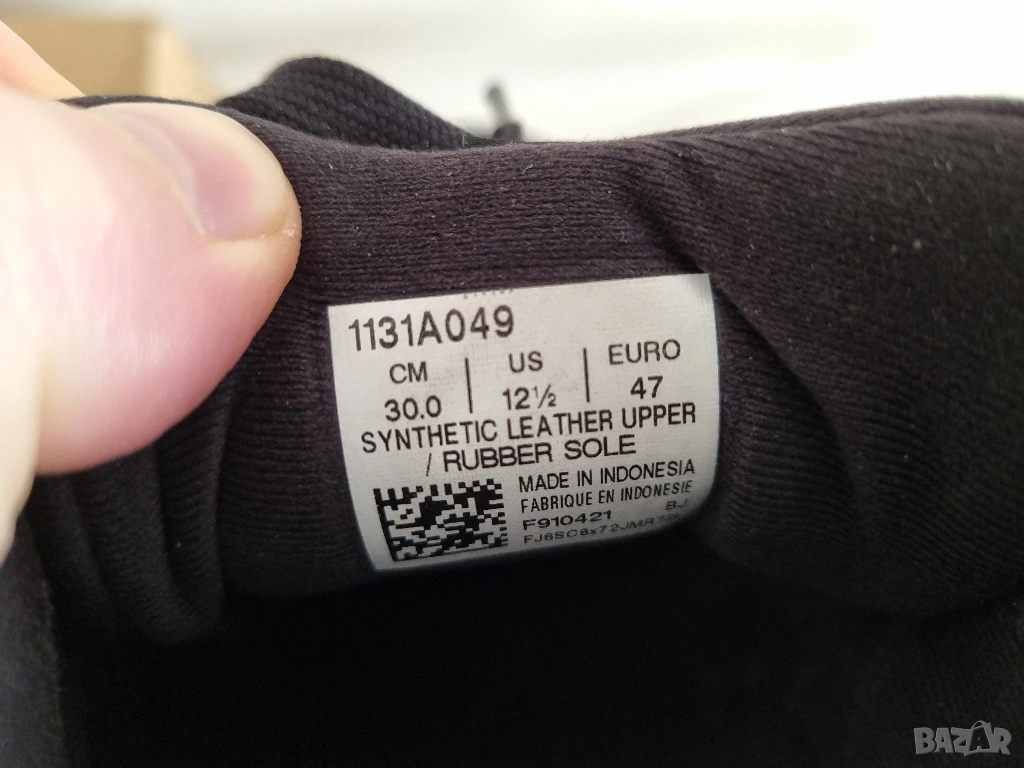 1131A049
CM | US | EURO
30.0 | 12½ | 47
SYNTHETIC LEATHER UPPER
/ RUBBER SOLE
MADE IN INDONESIA
FABRIQUE EN INDONESIE
F910421 BJ
BAZAR